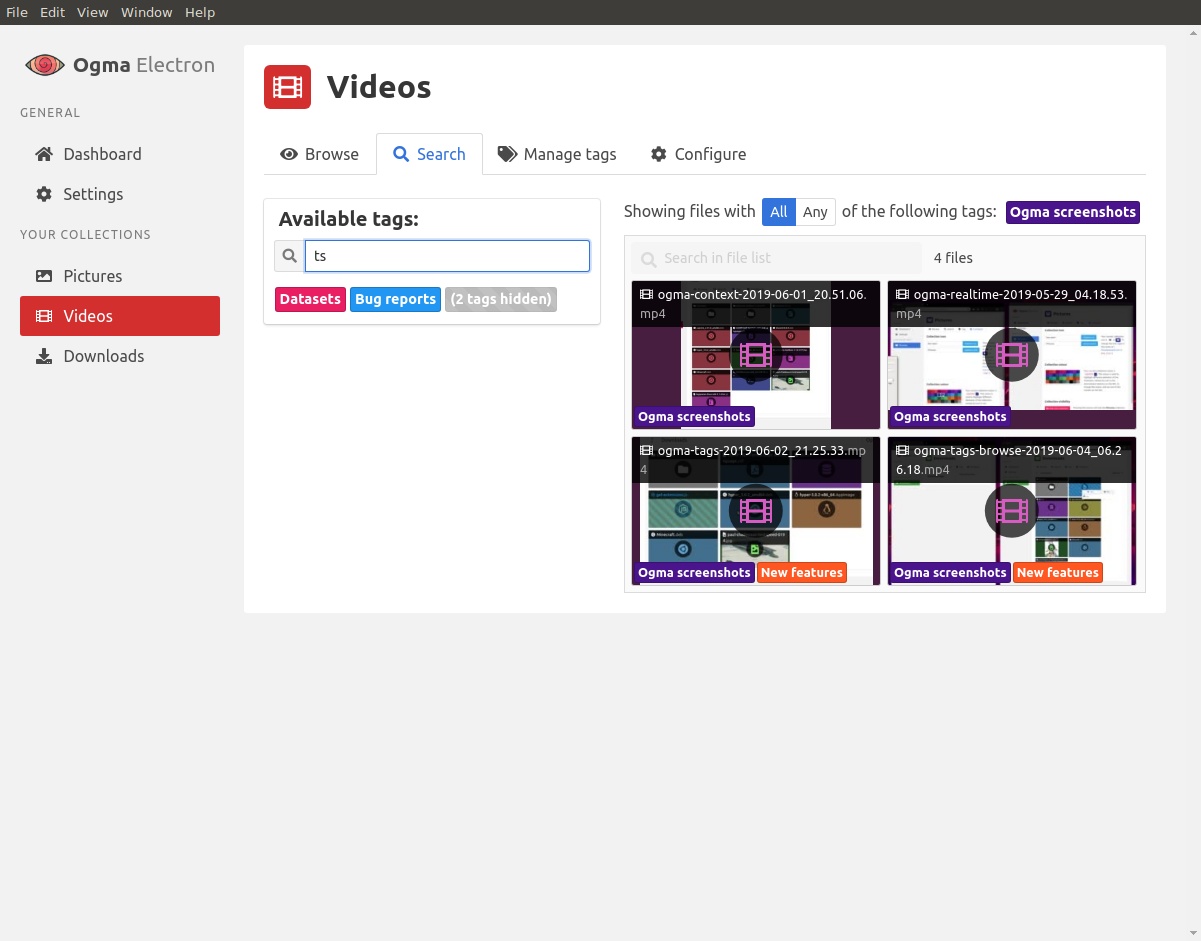 File Edit View Window Help
Ogma Electron
GENERAL
Dashboard
Settings
YOUR COLLECTIONS
Pictures
Videos
Downloads
Videos
Browse Search Manage tags Configure
Available tags:
ts
Datasets Bug reports (2 tags hidden)
Showing files with All Any of the following tags: Ogma screenshots
Search in file list 4 files
ogma-context-2019-06-01_20.51.06.
mp4
Ogma screenshots
ogma-realtime-2019-05-29_04.18.53.
mp4
Ogma screenshots
ogma-tags-2019-06-02_21.25.33.mp
4
Ogma screenshots New features
ogma-tags-browse-2019-06-04_06.2
6.18.mp4
Ogma screenshots New features